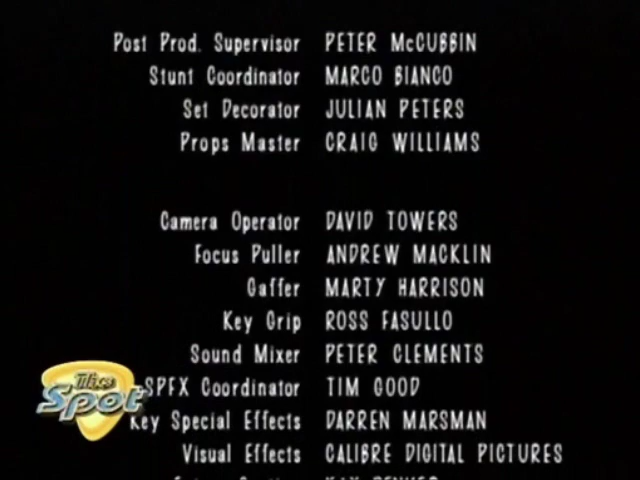 Post Prod. Supervisor PETER McCUBBIN
Stunt Coordinator MARCO BIANCO
Set Decorator JULIAN PETERS
Props Master CRAIG WILLIAMS
Camera Operator DAVID TOWERS
Focus Puller ANDREW MACKLIN
Gaffer MARTY HARRISON
Key Grip ROSS FASULLO
Sound Mixer PETER CLEMENTS
SPFX Coordinator TIM GOOD
Key Special Effects DARREN MARSMAN
Visual Effects CALIBRE DIGITAL PICTURES
Spot